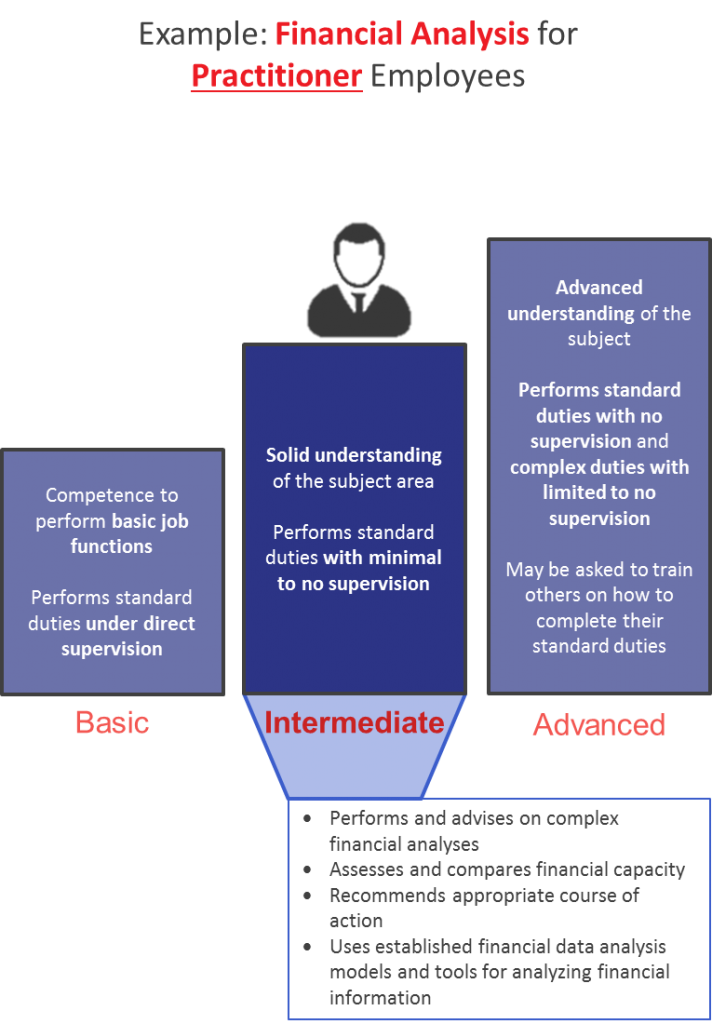 Example: Financial Analysis for
Practitioner Employees
Competence to
perform basic job
functions
Performs standard
duties under direct
supervision
Basic
Solid understanding
of the subject area
Performs standard
duties with minimal
to no supervision
Intermediate
Advanced
understanding of the
subject
Performs standard
duties with no
supervision and
complex duties with
limited to no
supervision
May be asked to train
others on how to
complete their
standard duties
Advanced
• Performs and advises on complex
financial analyses
• Assesses and compares financial capacity
• Recommends appropriate course of
action
• Uses established financial data analysis
models and tools for analyzing financial
information